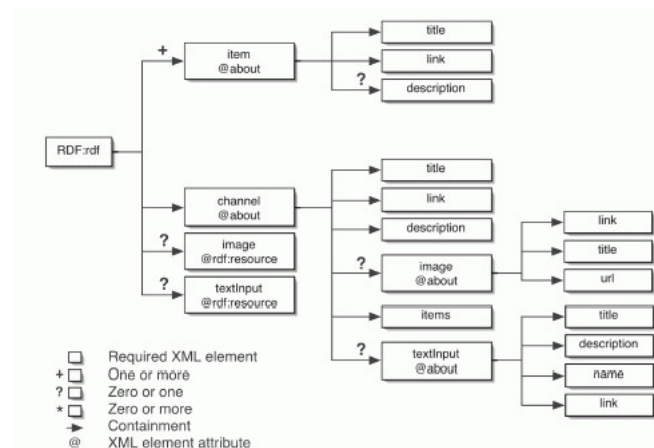 RDF:rdf
+
item
@about
title
link
?
description
channel
@about
title
link
description
?
image
@about
link
title
url
items
?
textInput
@about
title
description
name
link
?
image
@rdf:resource
?
textInput
@rdf:resource
Required XML element
+ One or more
? Zero or one
* Zero or more
Containment
@ XML element attribute